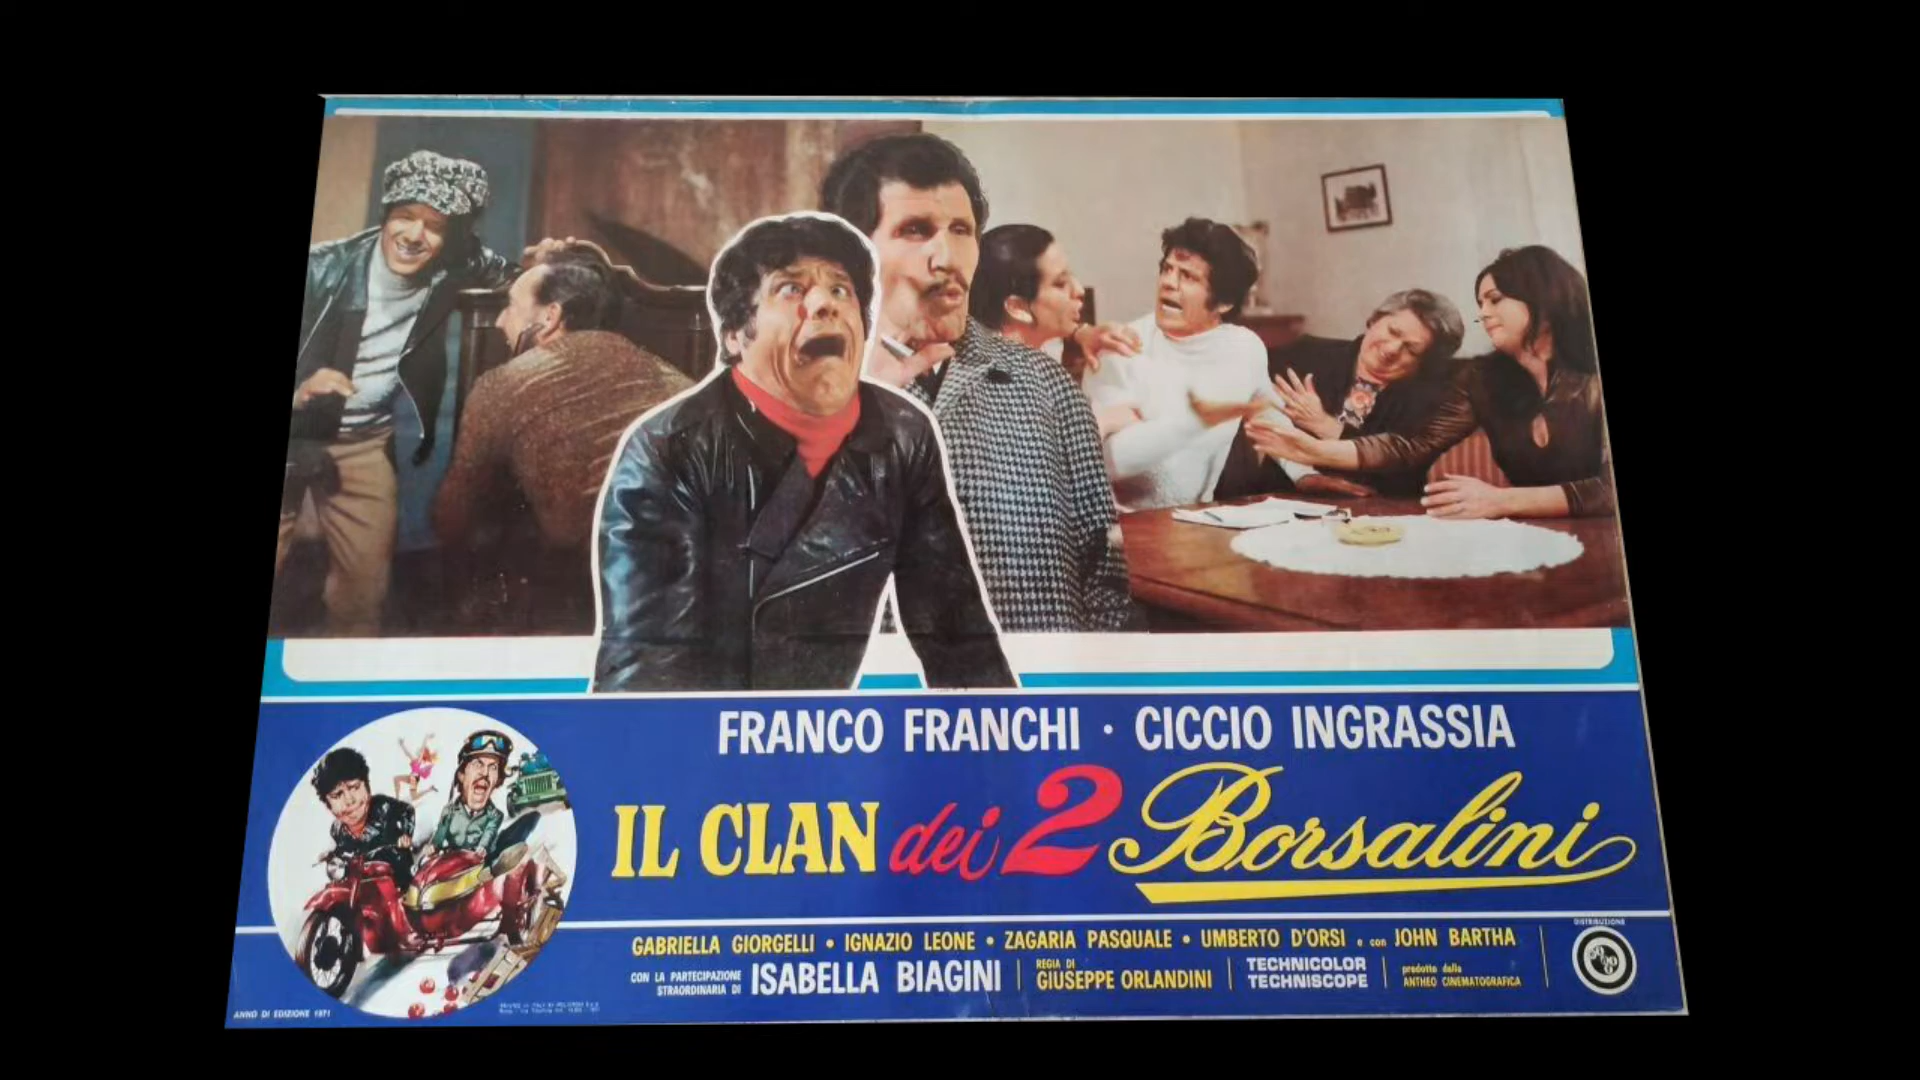 FRANCO FRANCHI · CICCIO INGRASSIA
IL CLAN dei 2 Borsalini
GABRIELLA GIORGELLI • IGNAZIO LEONE • ZAGARIA PASQUALE • UMBERTO D'ORSI e con JOHN BARTHA
CON LA PARTECIPAZIONE
STRAORDINARIA DI ISABELLA BIAGINI
REGIA DI
GIUSEPPE ORLANDINI
TECHNICOLOR
TECHNISCOPE
prodotto dalla
ANTHEO CINEMATOGRAFICA
DISTRIBUZIONE
ANNO DI EDIZIONE 1971